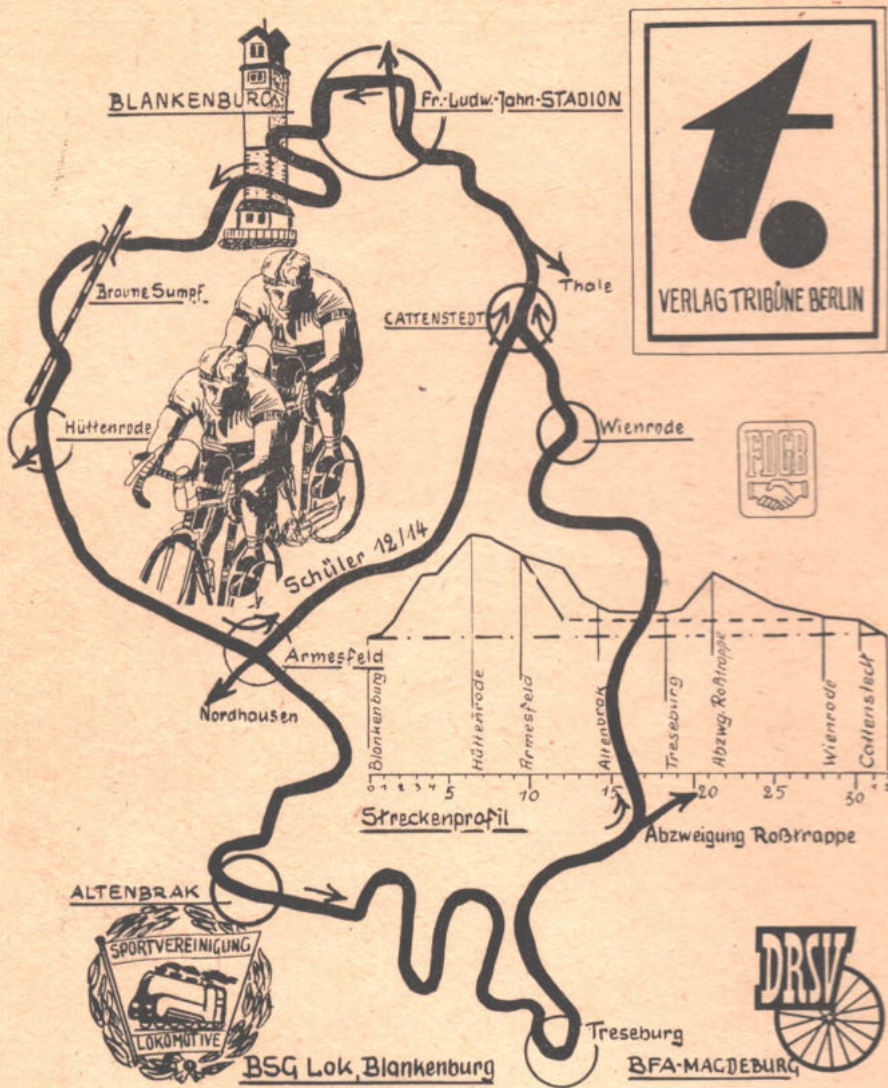 BLANKENBURG
Fr.-Ludw.-Jahn-STADION
t.
VERLAG TRIBÜNE BERLIN
Braune Sumpf
Thale
CATTENSTEDT
Hüttenrode
Wienrode
FDGB
Schüler 12/14
Armesfeld
Nordhausen
Blankenburg
Hüttenrode
Armesfeld
Altenbrak
Treseburg
Abzwg. Roßtrappe
Wienrode
Cattenstedt
0 1 2 3 4 5 10 15 20 25 30
Streckenprofil
Abzweigung Roßtrappe
ALTENBRAK
SPORTVEREINIGUNG
LOKOMOTIVE
DRSV
Treseburg
BSG Lok, Blankenburg
BFA-MAGDEBURG